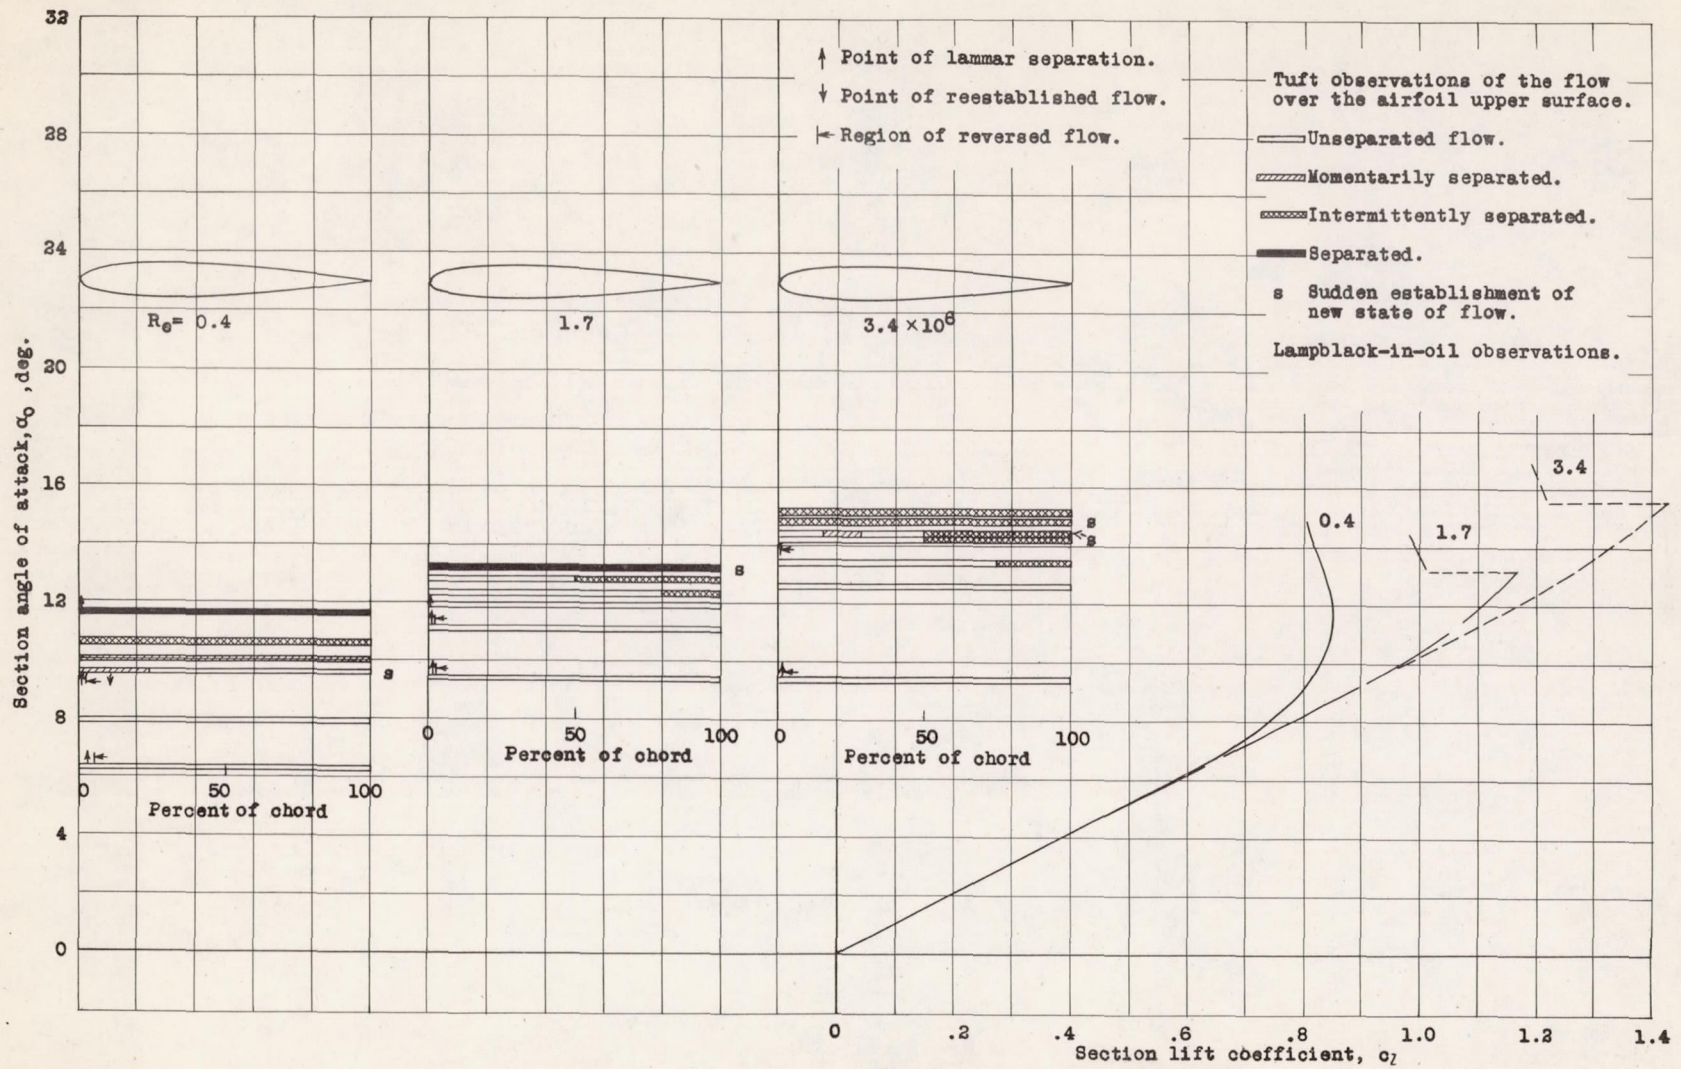 32
28
24
20
16
12
8
4
0
Section angle of attack, α₀, deg.
↑ Point of lammar separation.
↓ Point of reestablished flow.
|← Region of reversed flow.
Tuft observations of the flow
over the airfoil upper surface.
Unseparated flow.
Momentarily separated.
Intermittently separated.
Separated.
s Sudden establishment of
new state of flow.
Lampblack-in-oil observations.
Rₑ= 0.4
1.7
3.4 ×10⁶
s
0 50 100
Percent of chord
s
0 50 100
Percent of chord
s
s
0 50 100
Percent of chord
0.4
1.7
3.4
0 .2 .4 .6 .8 1.0 1.2 1.4
Section lift coefficient, cₗ